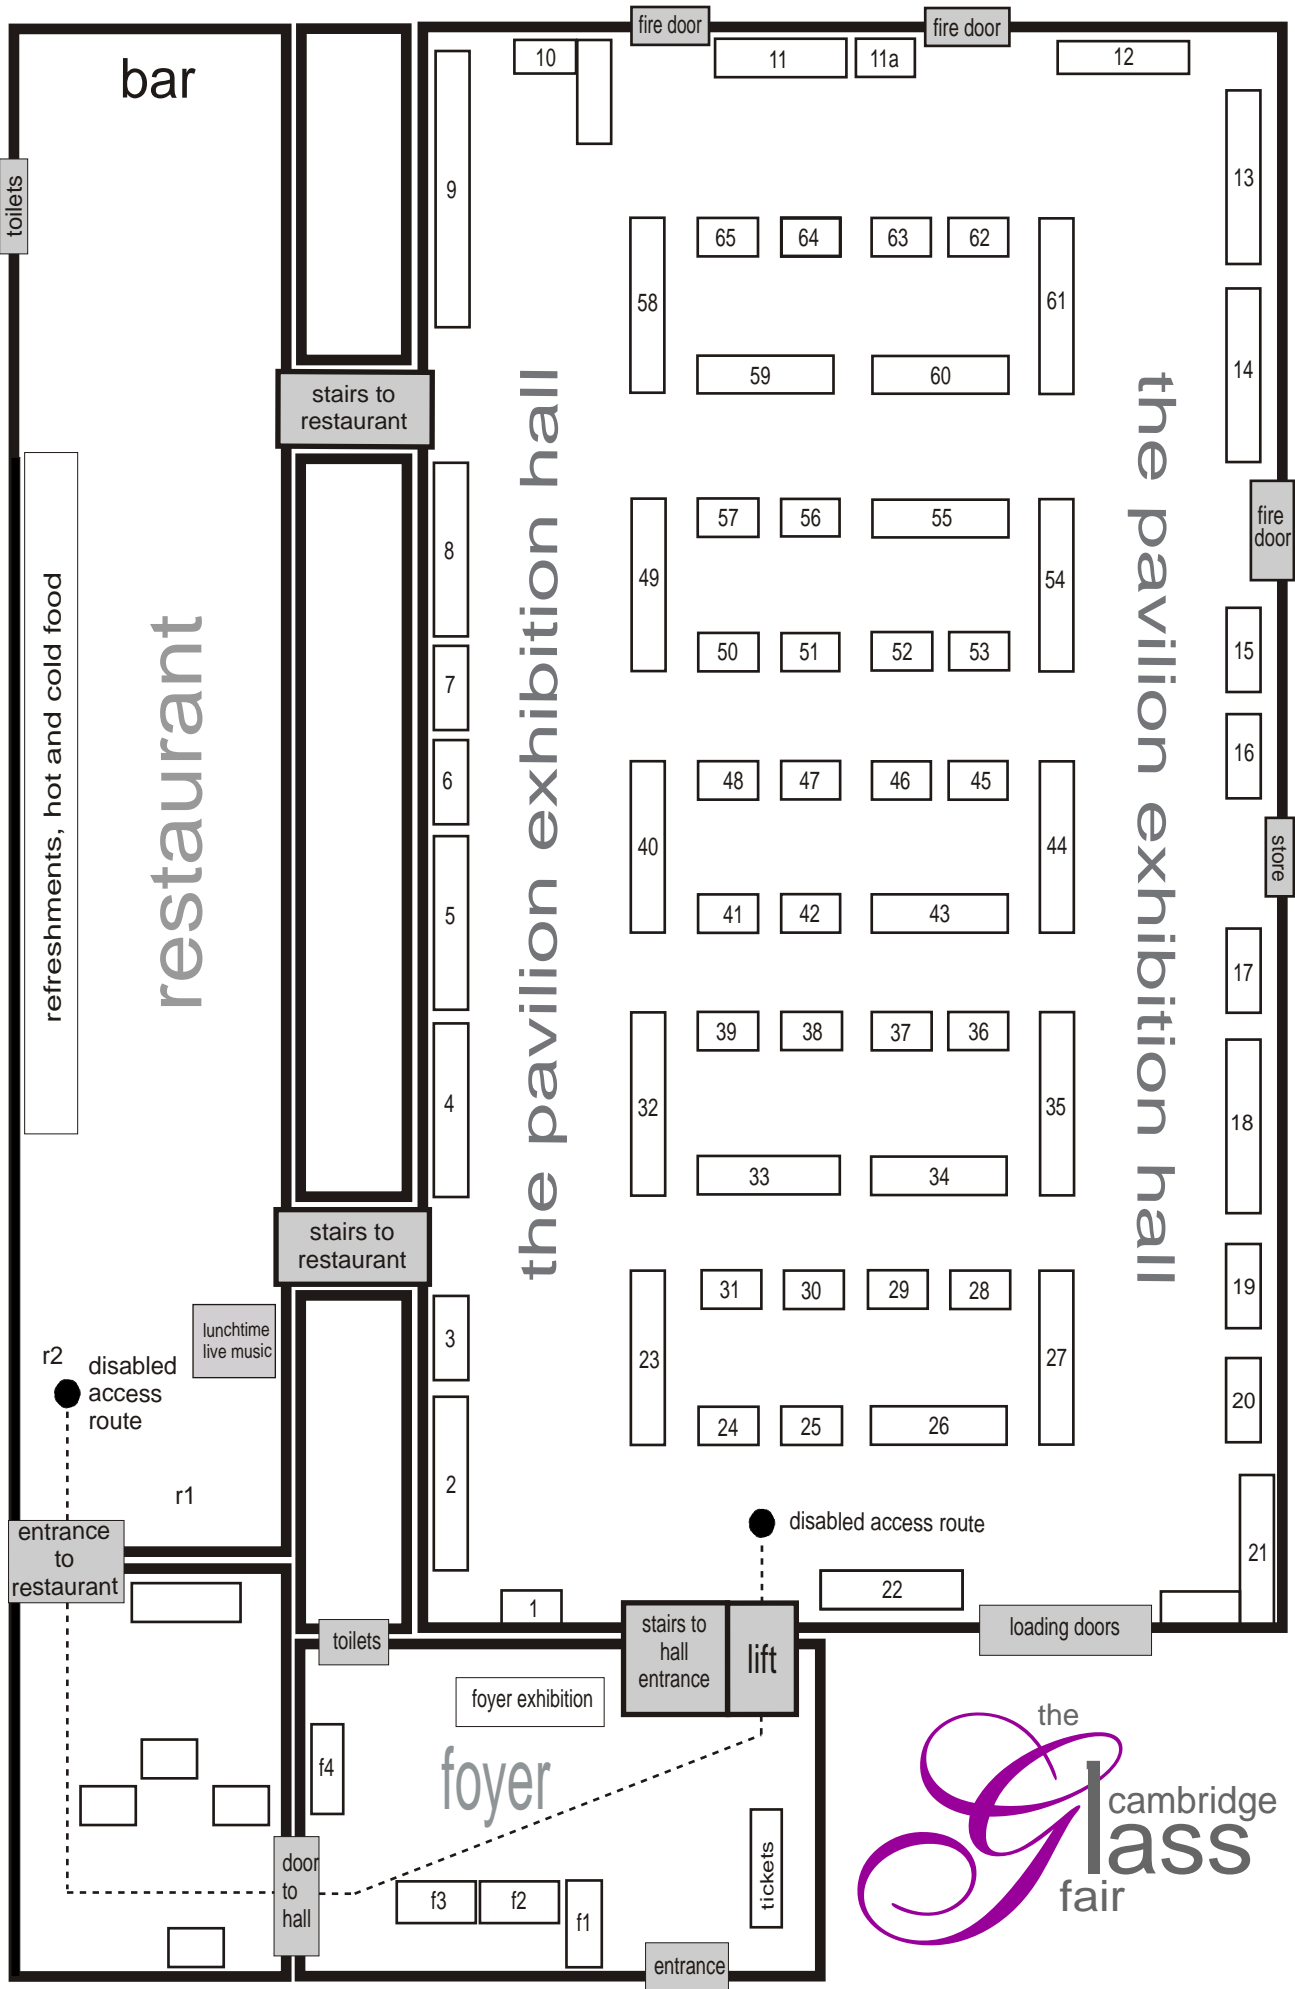 fire door
fire door
bar
10
11
11a
12
toilets
9
13
65
64
63
62
58
61
59
60
14
stairs to
restaurant
the pavilion exhibition hall
the pavilion exhibition hall
refreshments, hot and cold food
restaurant
8
57
56
55
49
54
fire
door
50
51
52
53
15
7
6
48
47
46
45
16
40
44
store
5
41
42
43
17
39
38
37
36
4
32
35
18
33
34
stairs to
restaurant
31
30
29
28
19
lunchtime
live music
3
23
27
r2
disabled
access
route
20
24
25
26
2
r1
disabled access route
entrance
to
restaurant
21
22
1
stairs to
hall
entrance
lift
loading doors
toilets
foyer exhibition
f4
foyer
the
cambridge
Glass
fair
door
to
hall
f3
f2
f1
tickets
entrance